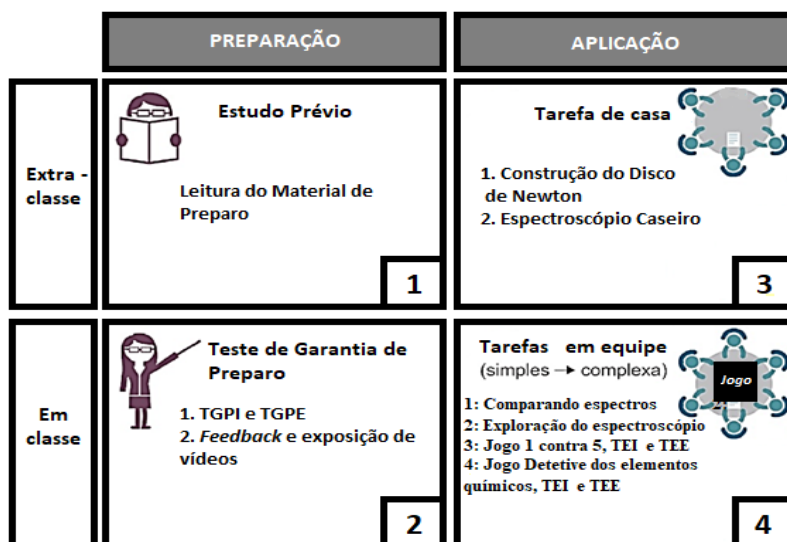 PREPARAÇÃO
APLICAÇÃO
Extra -
classe
Estudo Prévio
Leitura do Material de
Preparo
1
Tarefa de casa
1. Construção do Disco
de Newton
2. Espectroscópio Caseiro
3
Em
classe
Teste de Garantia de
Preparo
1. TGPI e TGPE
2. Feedback e exposição de
vídeos
2
Tarefas em equipe
(simples → complexa)
Jogo
1: Comparando espectros
2: Exploração do espectroscópio
3: Jogo 1 contra 5, TEI e TEE
4: Jogo Detetive dos elementos
químicos, TEI e TEE
4